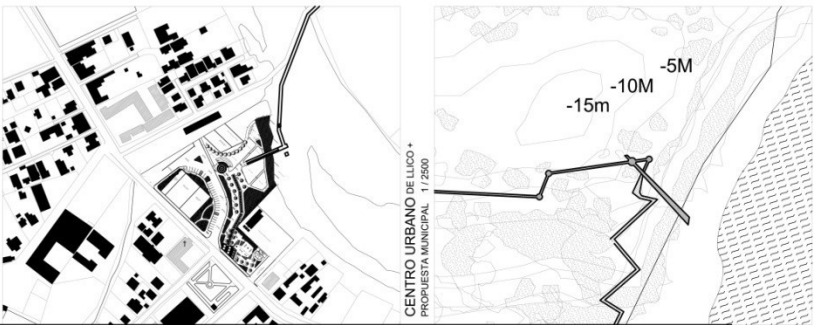 CENTRO URBANO DE LLICO +
PROPUESTA MUNICIPAL 1 / 2500
-5M
-10M
-15m